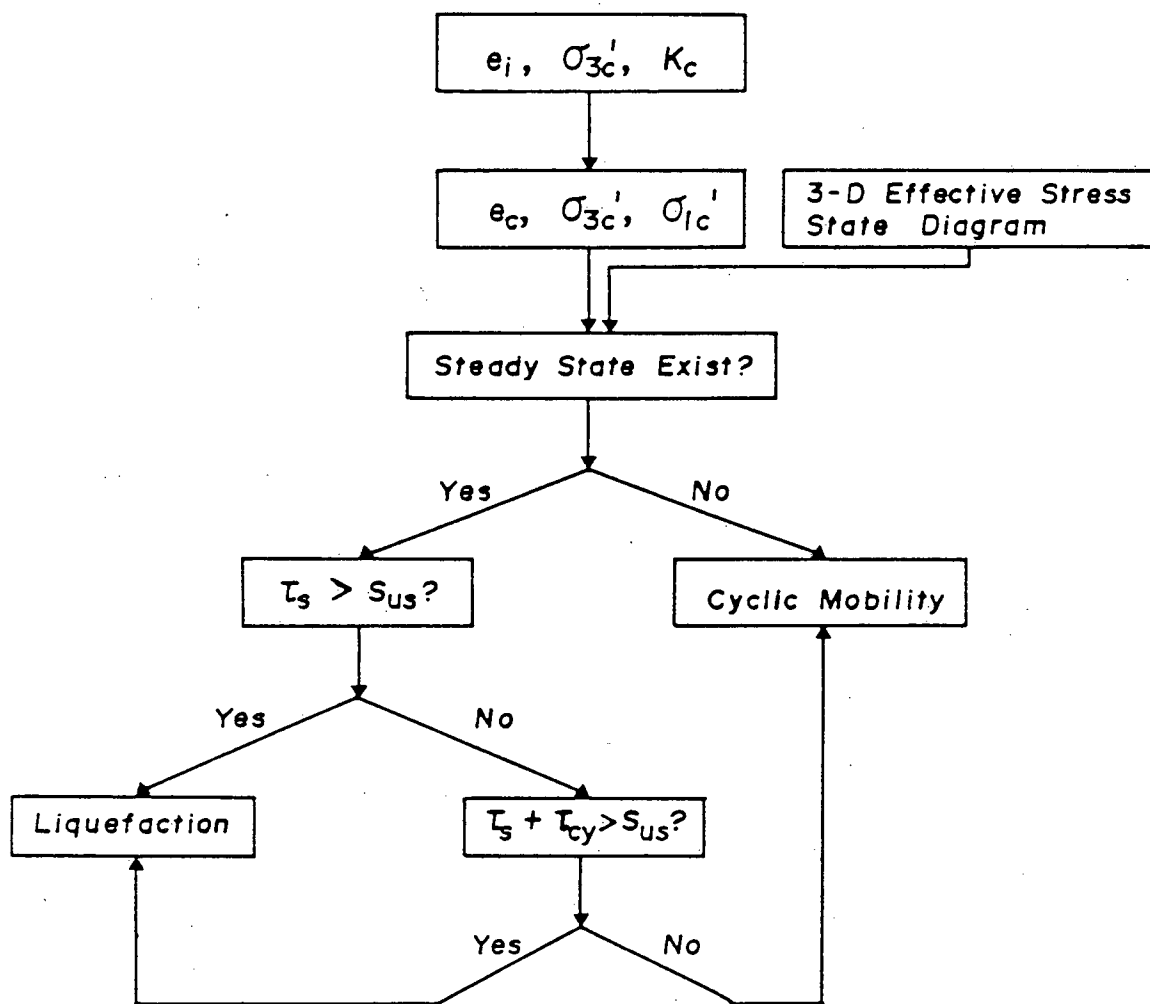 e_i, σ_3c', K_c
e_c, σ_3c', σ_1c'
3-D Effective Stress
State Diagram
Steady State Exist?
Yes
No
τ_s > S_us?
Cyclic Mobility
Yes
No
Liquefaction
τ_s + τ_cy > S_us?
Yes
No